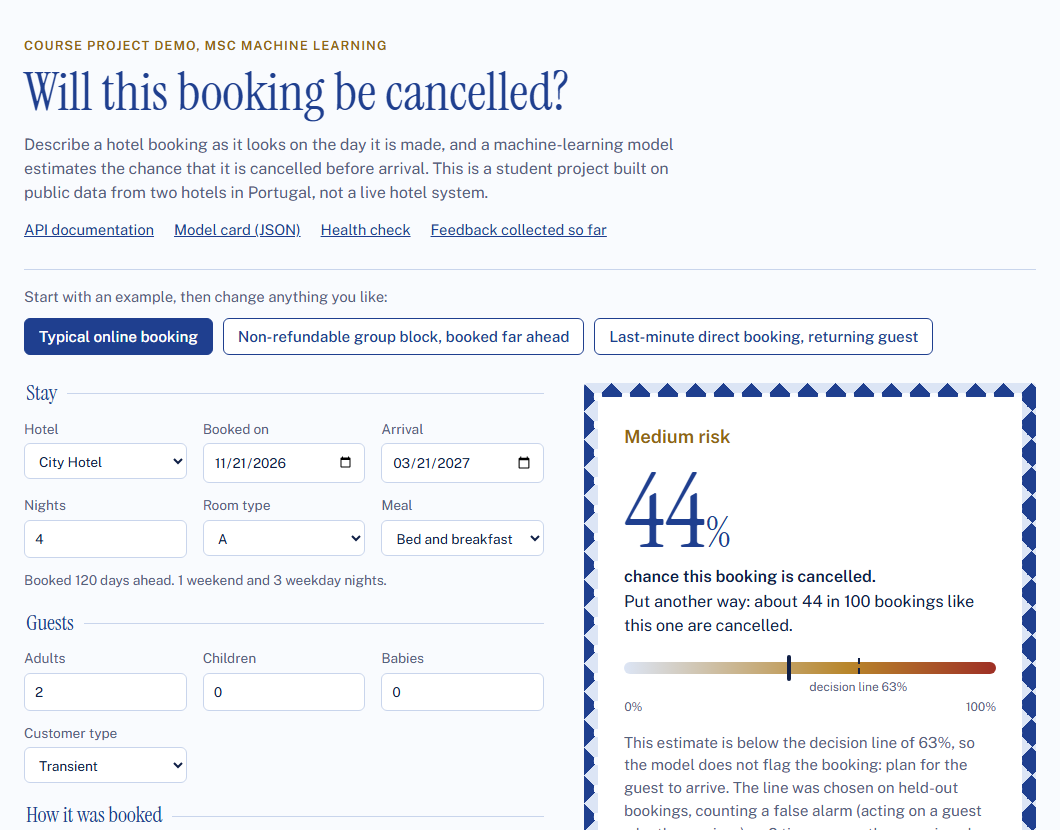 COURSE PROJECT DEMO, MSC MACHINE LEARNING
Will this booking be cancelled?
Describe a hotel booking as it looks on the day it is made, and a machine-learning model
estimates the chance that it is cancelled before arrival. This is a student project built on
public data from two hotels in Portugal, not a live hotel system.
API documentation Model card (JSON) Health check Feedback collected so far
Start with an example, then change anything you like:
Typical online booking Non-refundable group block, booked far ahead Last-minute direct booking, returning guest
Stay
Hotel Booked on Arrival
City Hotel 11/21/2026 03/21/2027
Nights Room type Meal
4 A Bed and breakfast
Booked 120 days ahead. 1 weekend and 3 weekday nights.
Guests
Adults Children Babies
2 0 0
Customer type
Transient
How it was booked
Medium risk
44%
chance this booking is cancelled.
Put another way: about 44 in 100 bookings like
this one are cancelled.
decision line 63%
0% 100%
This estimate is below the decision line of 63%, so
the model does not flag the booking: plan for the
guest to arrive. The line was chosen on held-out
bookings, counting a false alarm (acting on a guest